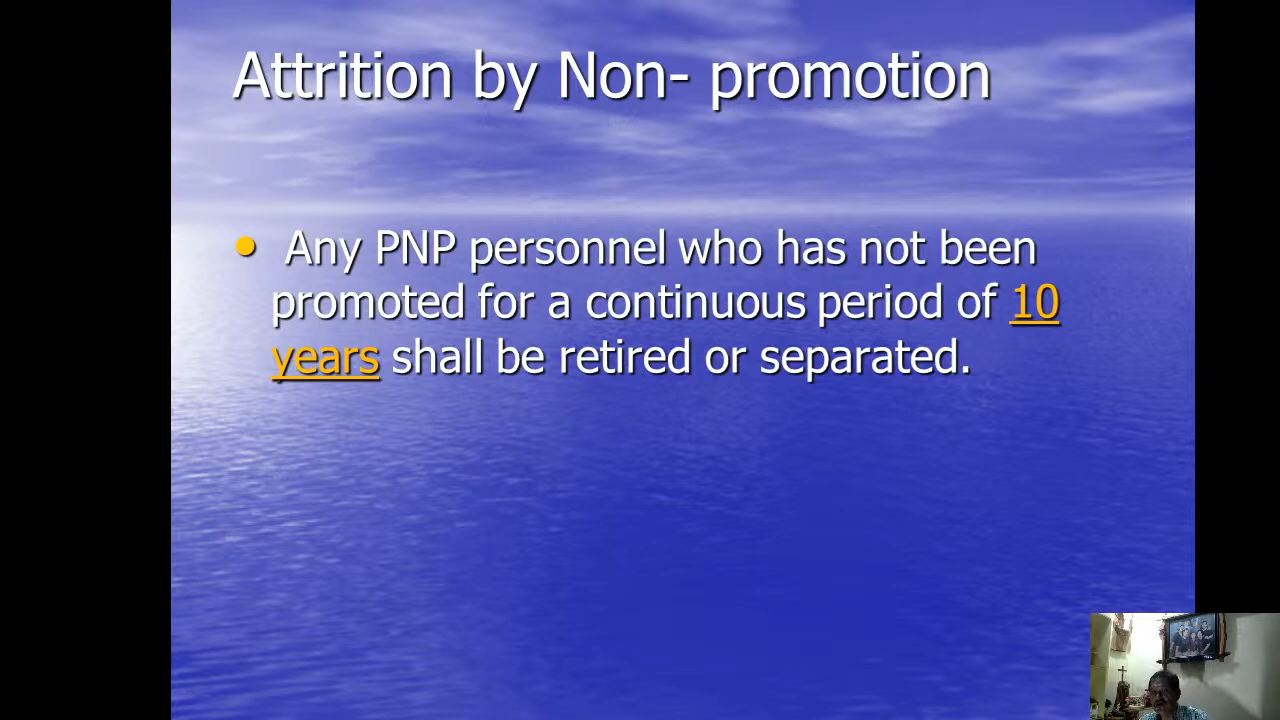 Attrition by Non- promotion
• Any PNP personnel who has not been
promoted for a continuous period of 10
years shall be retired or separated.